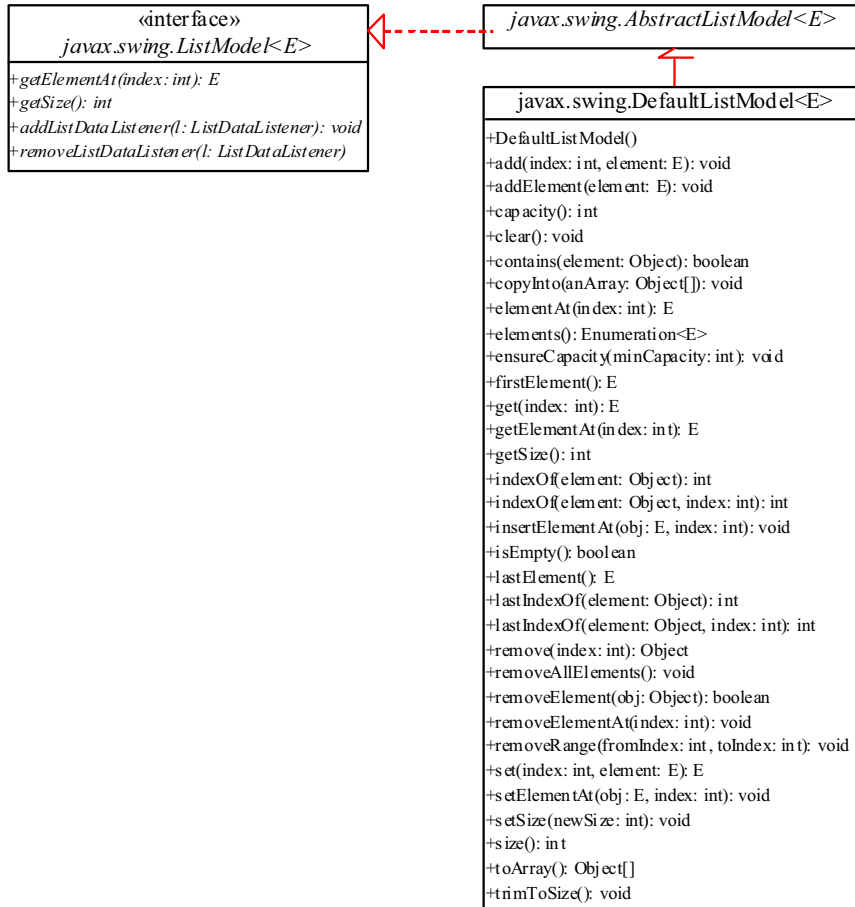 «interface»
javax.swing.ListModel<E>
+getElementAt(index: int): E
+getSize(): int
+addListDataListener(l: ListDataListener): void
+removeListDataListener(l: ListDataListener)
javax.swing.AbstractListModel<E>
javax.swing.DefaultListModel<E>
+DefaultListModel()
+add(index: int, element: E): void
+addElement(element: E): void
+capacity(): int
+clear(): void
+contains(element: Object): boolean
+copyInto(anArray: Object[]): void
+elementAt(index: int): E
+elements(): Enumeration<E>
+ensureCapacity(minCapacity: int): void
+firstElement(): E
+get(index: int): E
+getElementAt(index: int): E
+getSize(): int
+indexOf(element: Object): int
+indexOf(element: Object, index: int): int
+insertElementAt(obj: E, index: int): void
+isEmpty(): boolean
+lastElement(): E
+lastIndexOf(element: Object): int
+lastIndexOf(element: Object, index: int): int
+remove(index: int): Object
+removeAllElements(): void
+removeElement(obj: Object): boolean
+removeElementAt(index: int): void
+removeRange(fromIndex: int, toIndex: int): void
+set(index: int, element: E): E
+setElementAt(obj: E, index: int): void
+setSize(newSize: int): void
+size(): int
+toArray(): Object[]
+trimToSize(): void